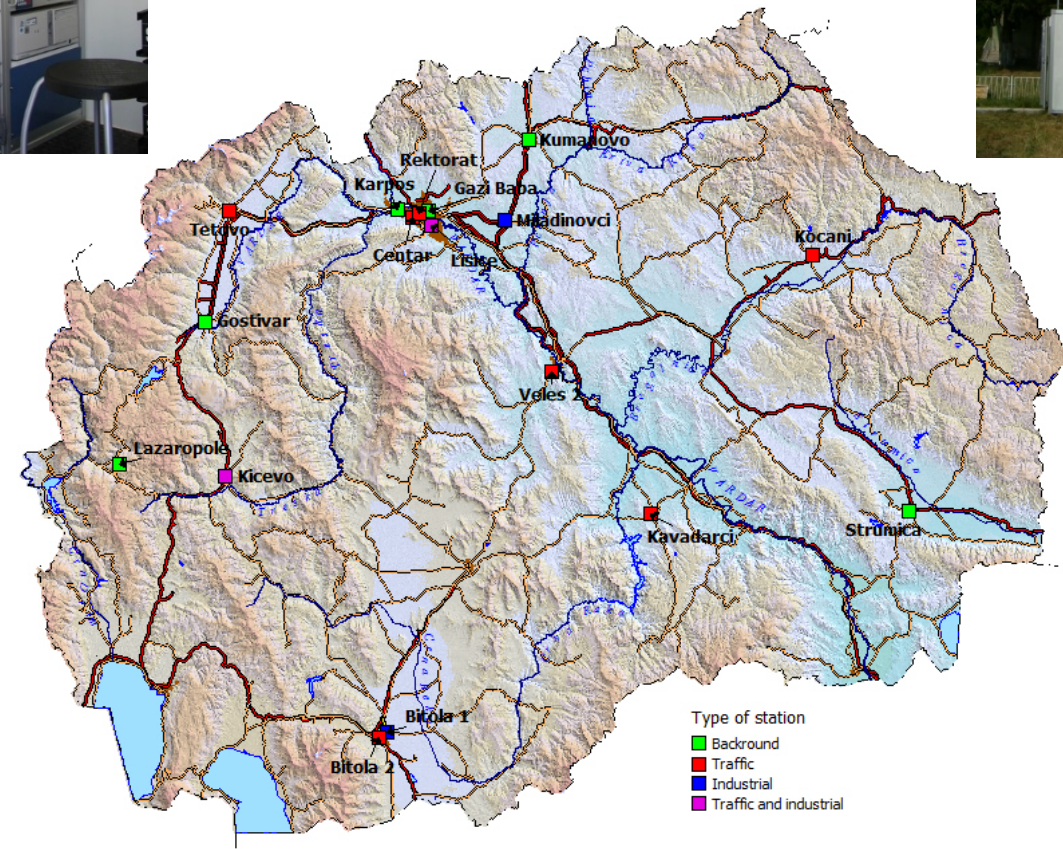 Kumanovo
Rektorat
Karpos
Gazi Baba
Miladinovci
Tetovo
Centar
Lisice
Kocani
Gostivar
Veles 2
Lazaropole
Kicevo
VARDAR
Strumica
Kavadarci
Bitola 1
Bitola 2
Type of station
Backround
Traffic
Industrial
Traffic and industrial